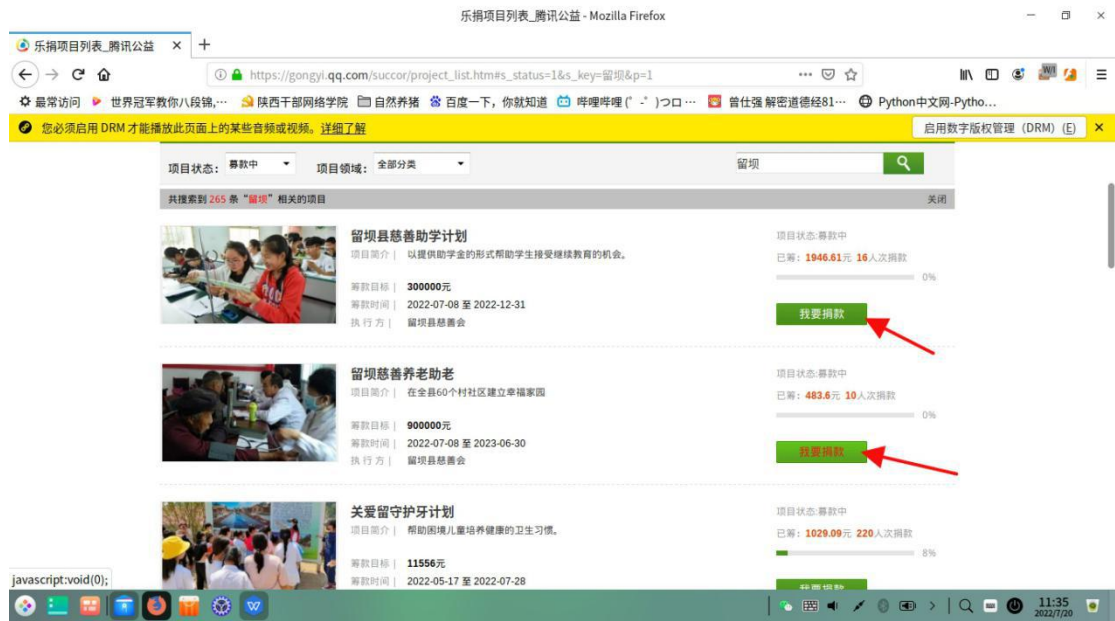 乐捐项目列表_腾讯公益 - Mozilla Firefox
乐捐项目列表_腾讯公益
https://gongyi.qq.com/succor/project_list.htm#s_status=1&s_key=留坝&p=1
最常访问 世界冠军教你八段锦,… 陕西干部网络学院 自然养猪 百度一下，你就知道 哔哩哔哩 (゜-゜)つロ … 曾仕强 解密道德经81… Python中文网-Pytho…
您必须启用 DRM 才能播放此页面上的某些音频或视频。 详细了解 启用数字版权管理（DRM）(E)
项目状态： 募款中 项目领域： 全部分类 留坝
共搜索到 265 条 “留坝” 相关的项目 关闭
留坝县慈善助学计划
项目简介 | 以提供助学金的形式帮助学生接受继续教育的机会。
筹款目标 | 300000元
筹款时间 | 2022-07-08 至 2022-12-31
执 行 方 | 留坝县慈善会
项目状态:募款中
已筹：1946.61元 16人次捐款
0%
我要捐款
留坝慈善养老助老
项目简介 | 在全县60个村社区建立幸福家园
筹款目标 | 900000元
筹款时间 | 2022-07-08 至 2023-06-30
执 行 方 | 留坝县慈善会
项目状态:募款中
已筹：483.6元 10人次捐款
0%
我要捐款
关爱留守护牙计划
项目简介 | 帮助困境儿童培养健康的卫生习惯。
筹款目标 | 11556元
筹款时间 | 2022-05-17 至 2022-07-28
项目状态:募款中
已筹：1029.09元 220人次捐款
8%
我要捐款
javascript:void(0);
11:35
2022/7/20